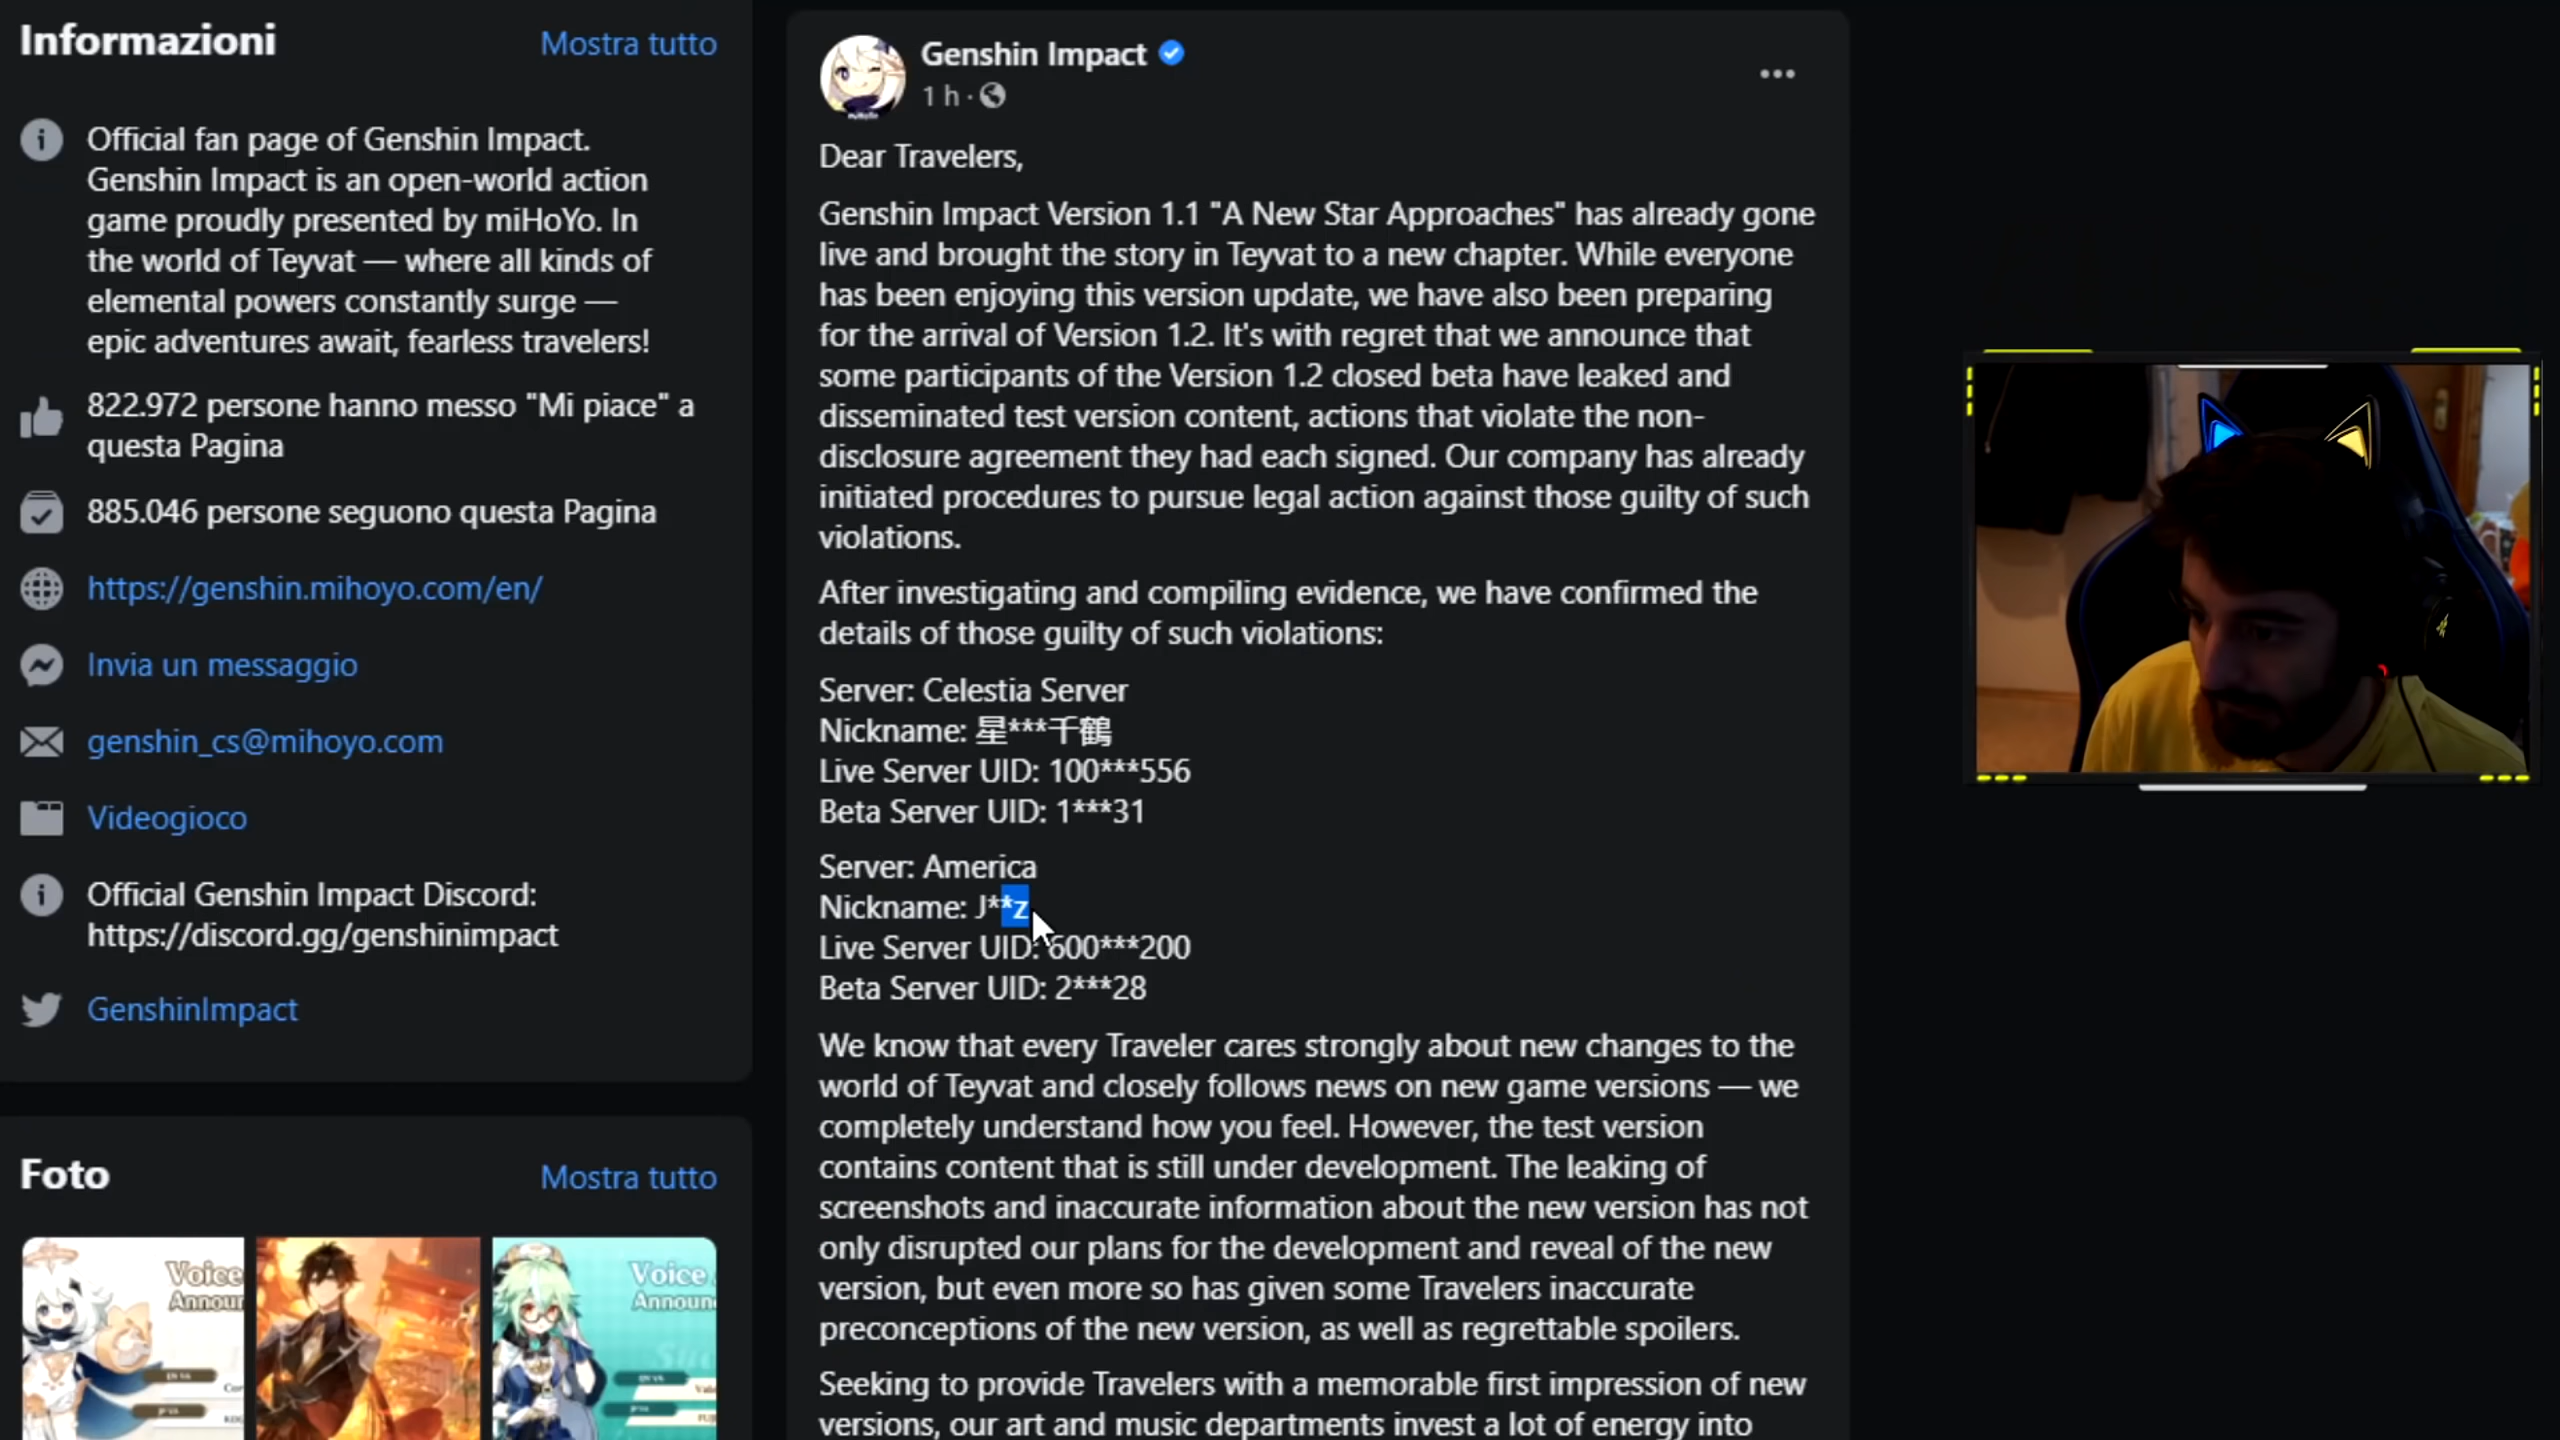 Informazioni
Mostra tutto
Official fan page of Genshin Impact.
Genshin Impact is an open-world action
game proudly presented by miHoYo. In
the world of Teyvat — where all kinds of
elemental powers constantly surge —
epic adventures await, fearless travelers!
822.972 persone hanno messo "Mi piace" a
questa Pagina
885.046 persone seguono questa Pagina
https://genshin.mihoyo.com/en/
Invia un messaggio
genshin_cs@mihoyo.com
Videogioco
Official Genshin Impact Discord:
https://discord.gg/genshinimpact
GenshinImpact
Foto
Mostra tutto
Voice
Voice
Genshin Impact
1 h ·
Dear Travelers,
Genshin Impact Version 1.1 "A New Star Approaches" has already gone
live and brought the story in Teyvat to a new chapter. While everyone
has been enjoying this version update, we have also been preparing
for the arrival of Version 1.2. It's with regret that we announce that
some participants of the Version 1.2 closed beta have leaked and
disseminated test version content, actions that violate the non-
disclosure agreement they had each signed. Our company has already
initiated procedures to pursue legal action against those guilty of such
violations.
After investigating and compiling evidence, we have confirmed the
details of those guilty of such violations:
Server: Celestia Server
Nickname: 星***千鶴
Live Server UID: 100***556
Beta Server UID: 1***31
Server: America
Nickname: J**z
Live Server UID: 600***200
Beta Server UID: 2***28
We know that every Traveler cares strongly about new changes to the
world of Teyvat and closely follows news on new game versions — we
completely understand how you feel. However, the test version
contains content that is still under development. The leaking of
screenshots and inaccurate information about the new version has not
only disrupted our plans for the development and reveal of the new
version, but even more so has given some Travelers inaccurate
preconceptions of the new version, as well as regrettable spoilers.
Seeking to provide Travelers with a memorable first impression of new
versions, our art and music departments invest a lot of energy into